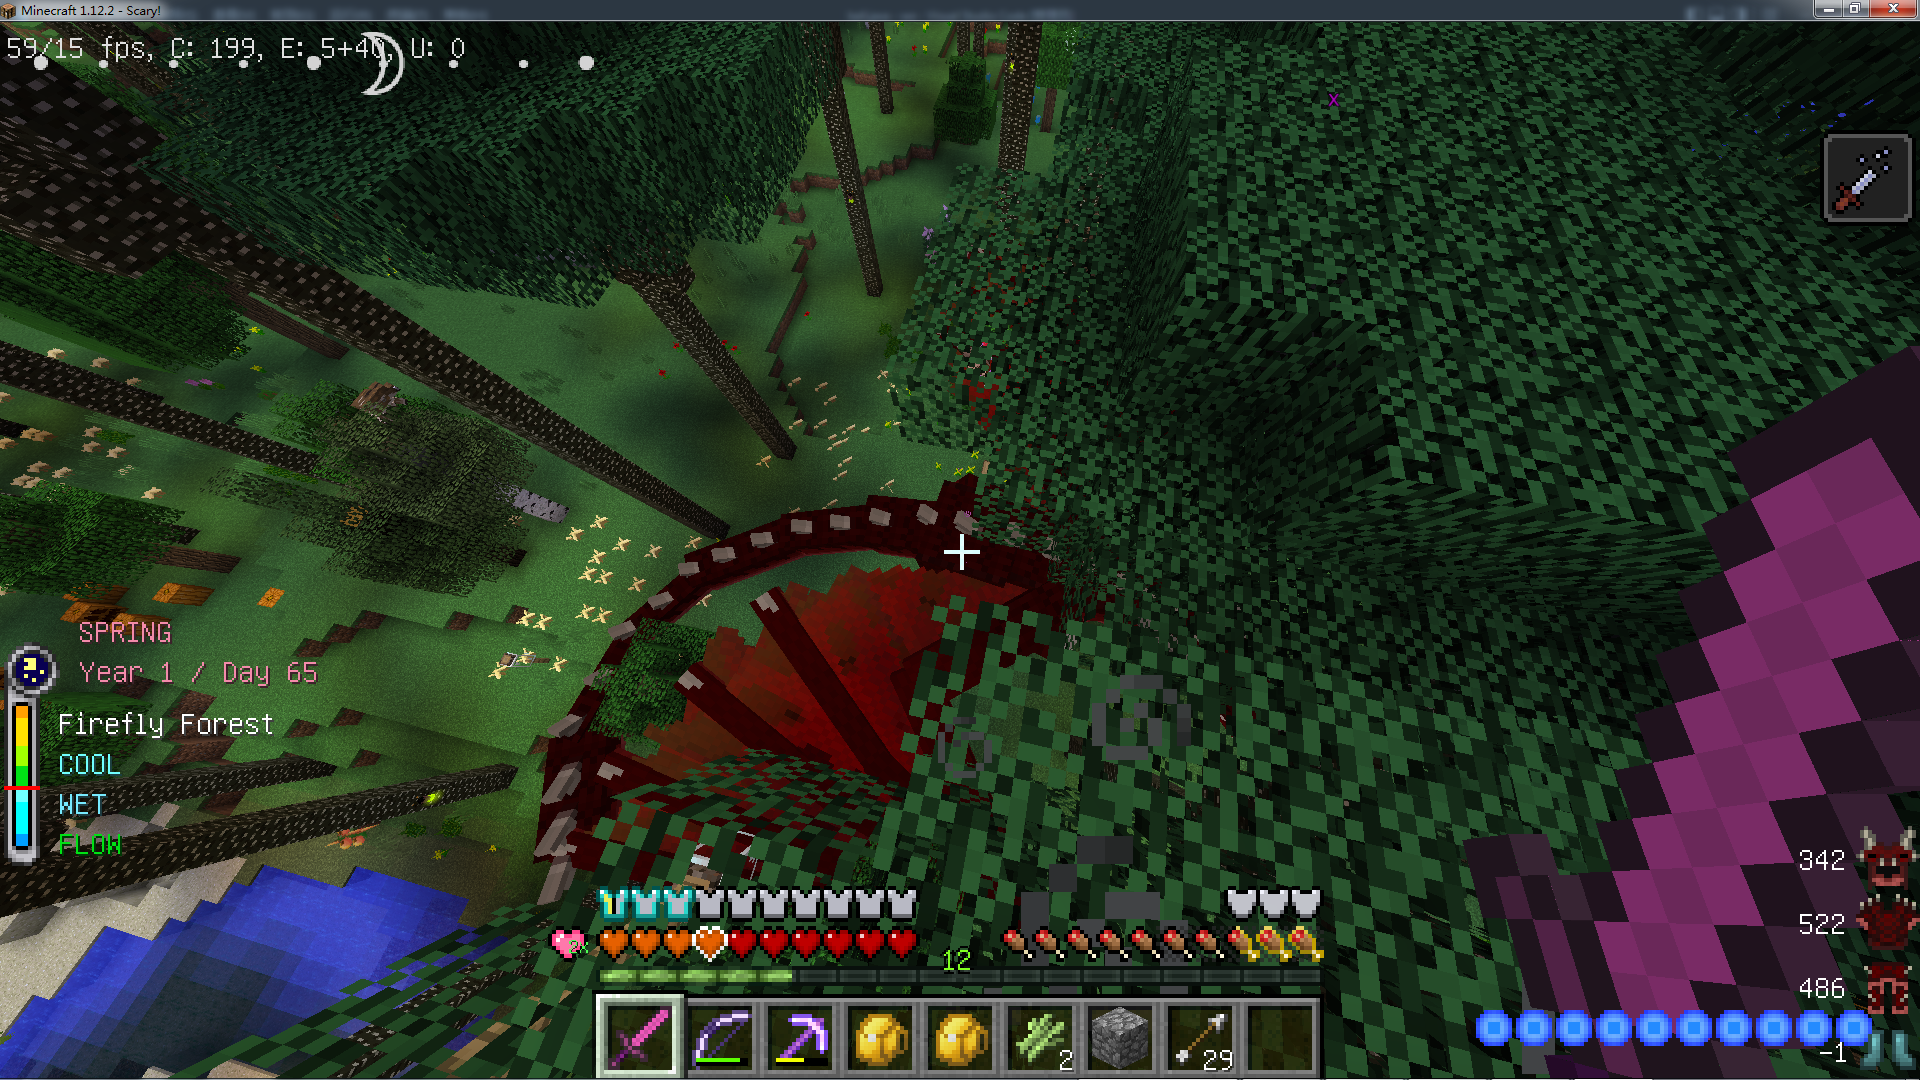 Minecraft 1.12.2 - Scary!
59/15 fps, C: 199, E: 5+40, U: 0
SPRING
Year 1 / Day 65
Firefly Forest
COOL
WET
FLOW
342
522
486
-1
2x
12
2
29